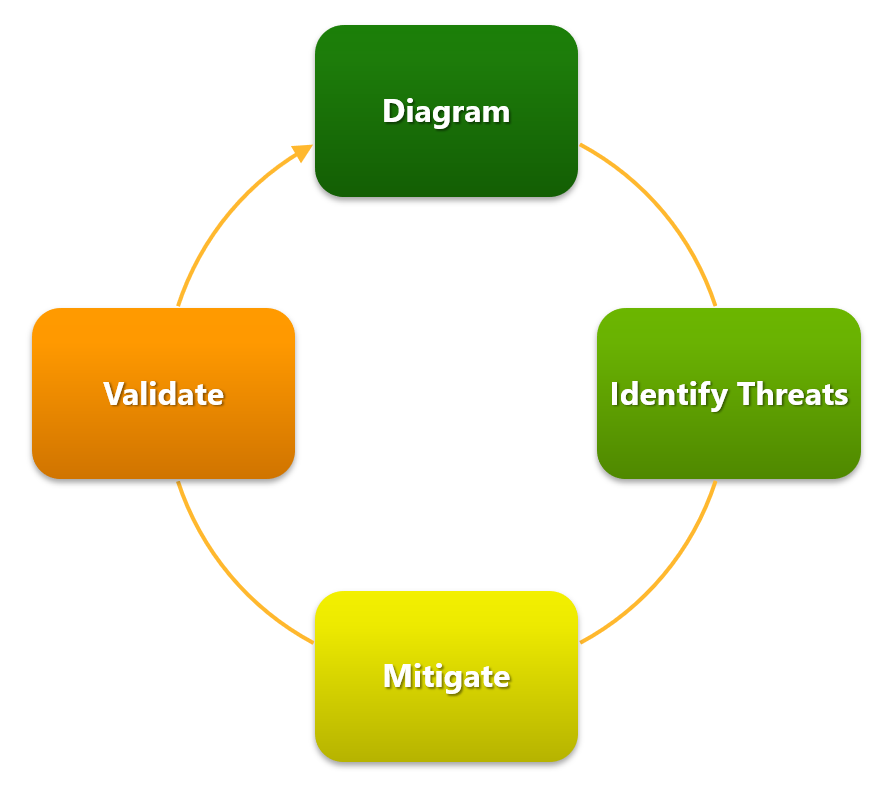 Diagram
Validate
Identify Threats
Mitigate